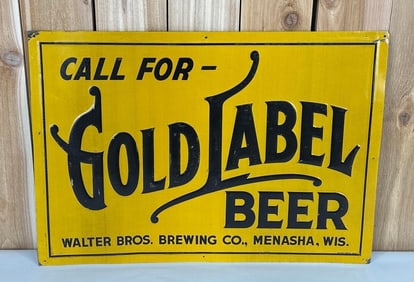 CALL FOR –
GOLD LABEL
BEER
WALTER BROS. BREWING CO., MENASHA, WIS.